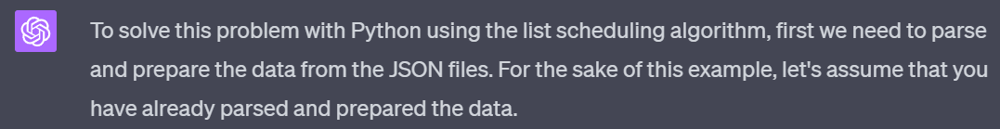 To solve this problem with Python using the list scheduling algorithm, first we need to parse
and prepare the data from the JSON files. For the sake of this example, let's assume that you
have already parsed and prepared the data.